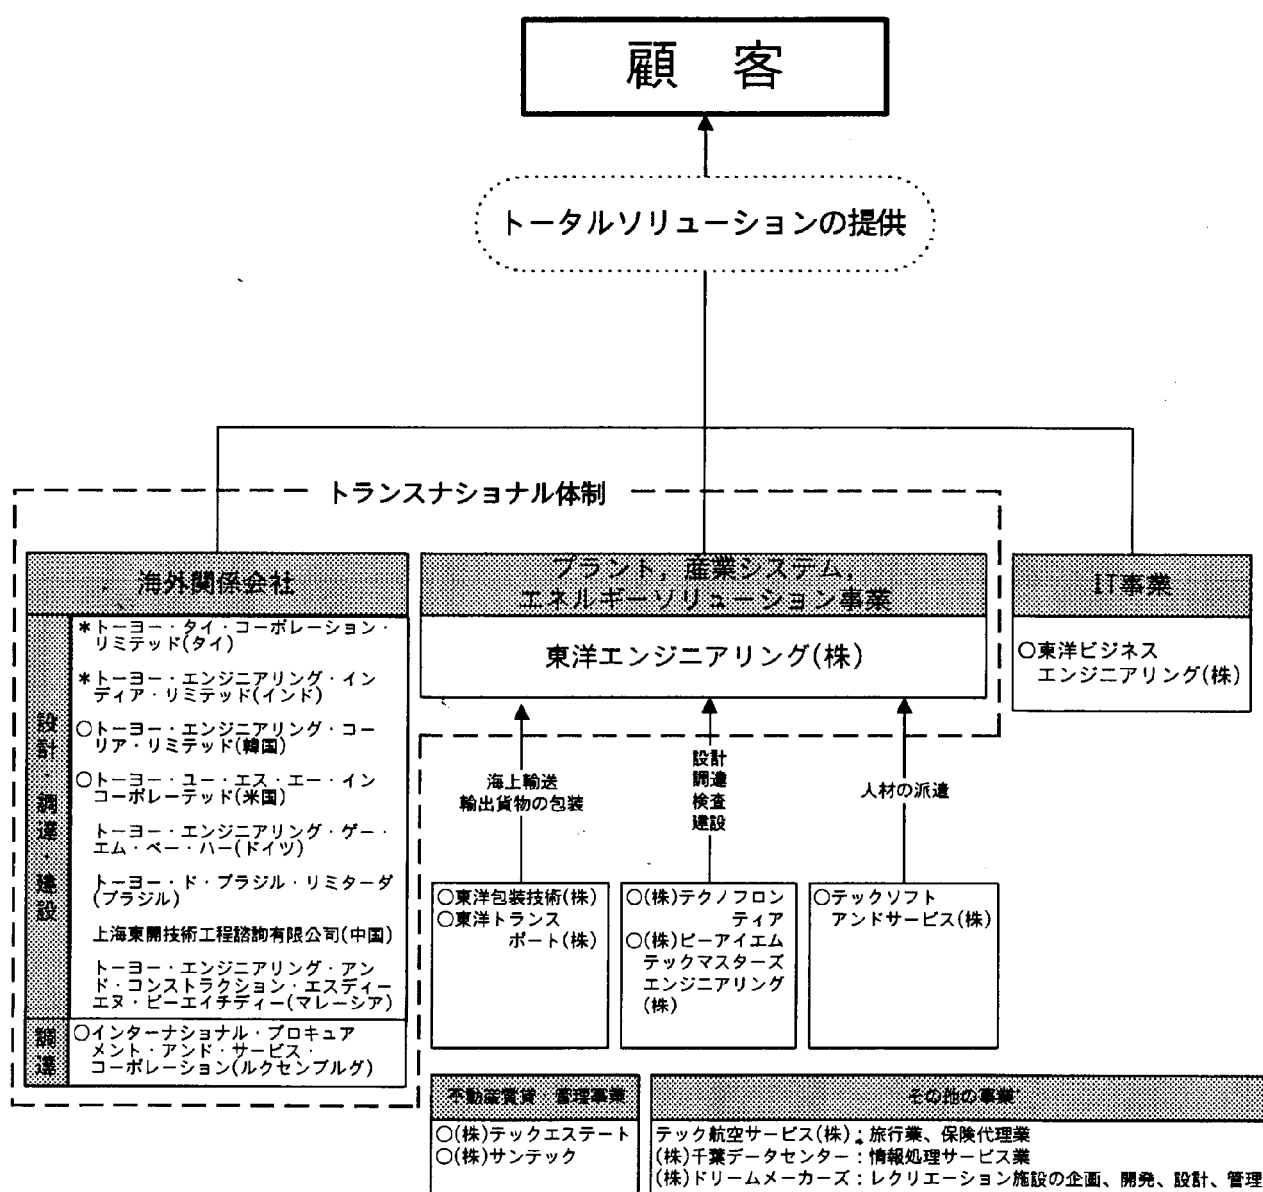 顧 客
トータルソリューションの提供
トランスナショナル体制
海外関係会社
設計・調達・建設
*トーヨー・タイ・コーポレーション・
リミテッド(タイ)
*トーヨー・エンジニアリング・イン
ディア・リミテッド(インド)
○トーヨー・エンジニアリング・コー
リア・リミテッド(韓国)
○トーヨー・ユー・エス・エー・イン
コーポレーテッド(米国)
トーヨー・エンジニアリング・ゲー・
エム・ベー・ハー(ドイツ)
トーヨー・ド・ブラジル・リミターダ
(ブラジル)
上海東開技術工程諮詢有限公司(中国)
トーヨー・エンジニアリング・アン
ド・コンストラクション・エスディー
エヌ・ビーエイチディー(マレーシア)
調達
○インターナショナル・プロキュア
メント・アンド・サービス・
コーポレーション(ルクセンブルグ)
プラント,産業システム,
エネルギーソリューション事業
東洋エンジニアリング(株)
海上輸送
輸出貨物の包装
設計
調達
検査
建設
人材の派遣
○東洋包装技術(株)
○東洋トランス
ポート(株)
○(株)テクノフロン
ティア
○(株)ピーアイエム
テックマスターズ
エンジニアリング
(株)
○テックソフト
アンドサービス(株)
IT事業
○東洋ビジネス
エンジニアリング(株)
不動産賃貸・管理事業
○(株)テックエステート
○(株)サンテック
その他の事業
テック航空サービス(株):旅行業、保険代理業
(株)千葉データセンター:情報処理サービス業
(株)ドリームメーカーズ:レクリエーション施設の企画、開発、設計、管理